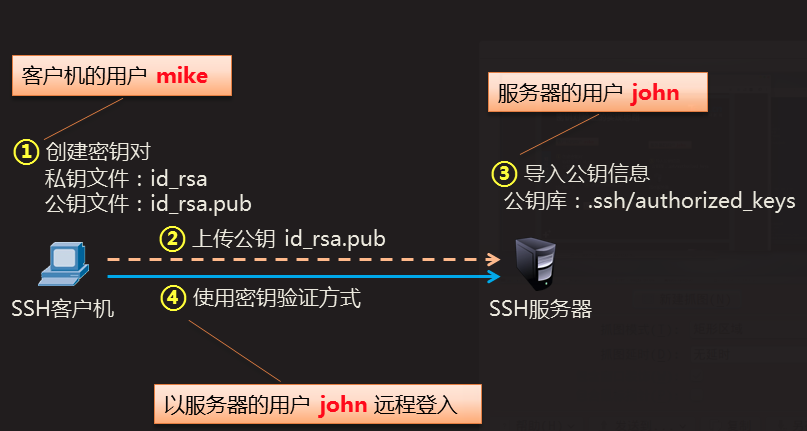 客户机的用户 mike
服务器的用户 john
① 创建密钥对
私钥文件：id_rsa
公钥文件：id_rsa.pub
③ 导入公钥信息
公钥库：.ssh/authorized_keys
② 上传公钥 id_rsa.pub
④ 使用密钥验证方式
SSH客户机
SSH服务器
以服务器的用户 john 远程登入